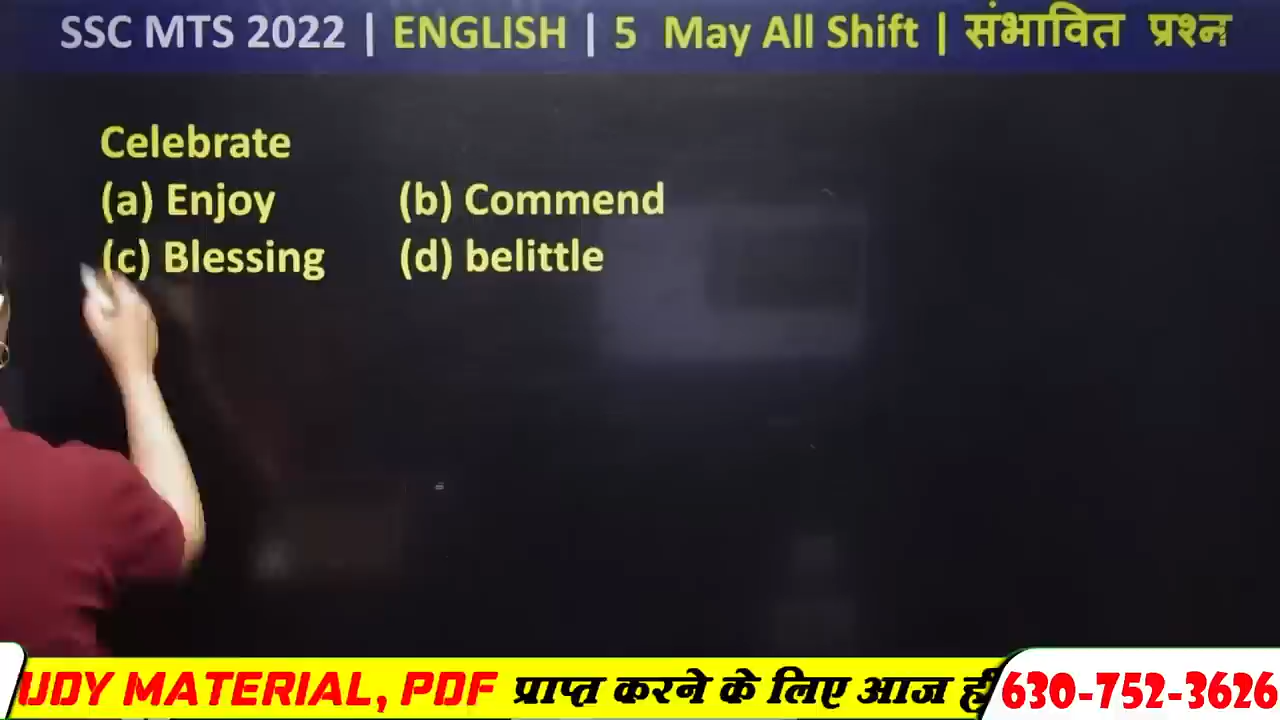 SSC MTS 2022 | ENGLISH | 5 May All Shift | संभावित प्रश्न
Celebrate
(a) Enjoy (b) Commend
(c) Blessing (d) belittle
UDY MATERIAL, PDF प्राप्त करने के लिए आज ही 630-752-3626